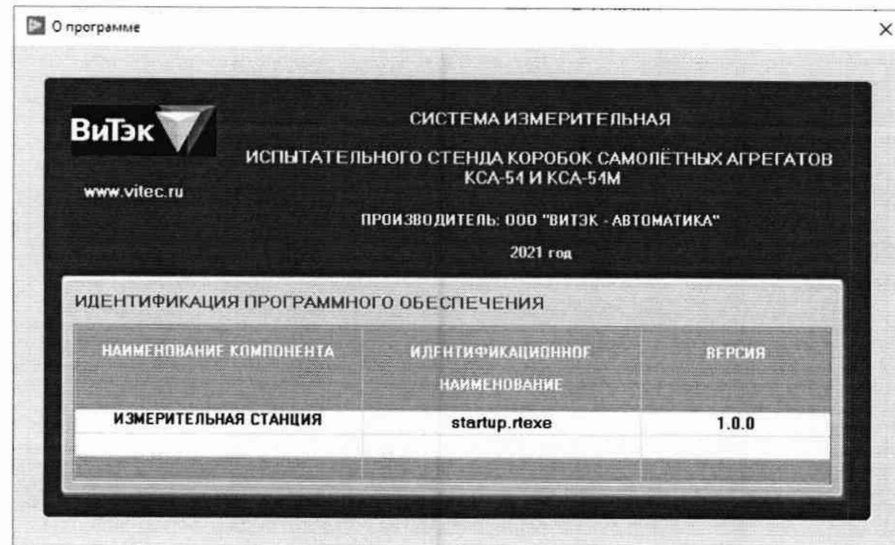 О программе
ВиТэк
www.vitec.ru
СИСТЕМА ИЗМЕРИТЕЛЬНАЯ
ИСПЫТАТЕЛЬНОГО СТЕНДА КОРОБОК САМОЛЁТНЫХ АГРЕГАТОВ
КСА-54 И КСА-54М
ПРОИЗВОДИТЕЛЬ: ООО "ВИТЭК - АВТОМАТИКА"
2021 год
ИДЕНТИФИКАЦИЯ ПРОГРАММНОГО ОБЕСПЕЧЕНИЯ
НАИМЕНОВАНИЕ КОМПОНЕНТА
ИДЕНТИФИКАЦИОННОЕ
НАИМЕНОВАНИЕ
ВЕРСИЯ
ИЗМЕРИТЕЛЬНАЯ СТАНЦИЯ
startup.rtexe
1.0.0